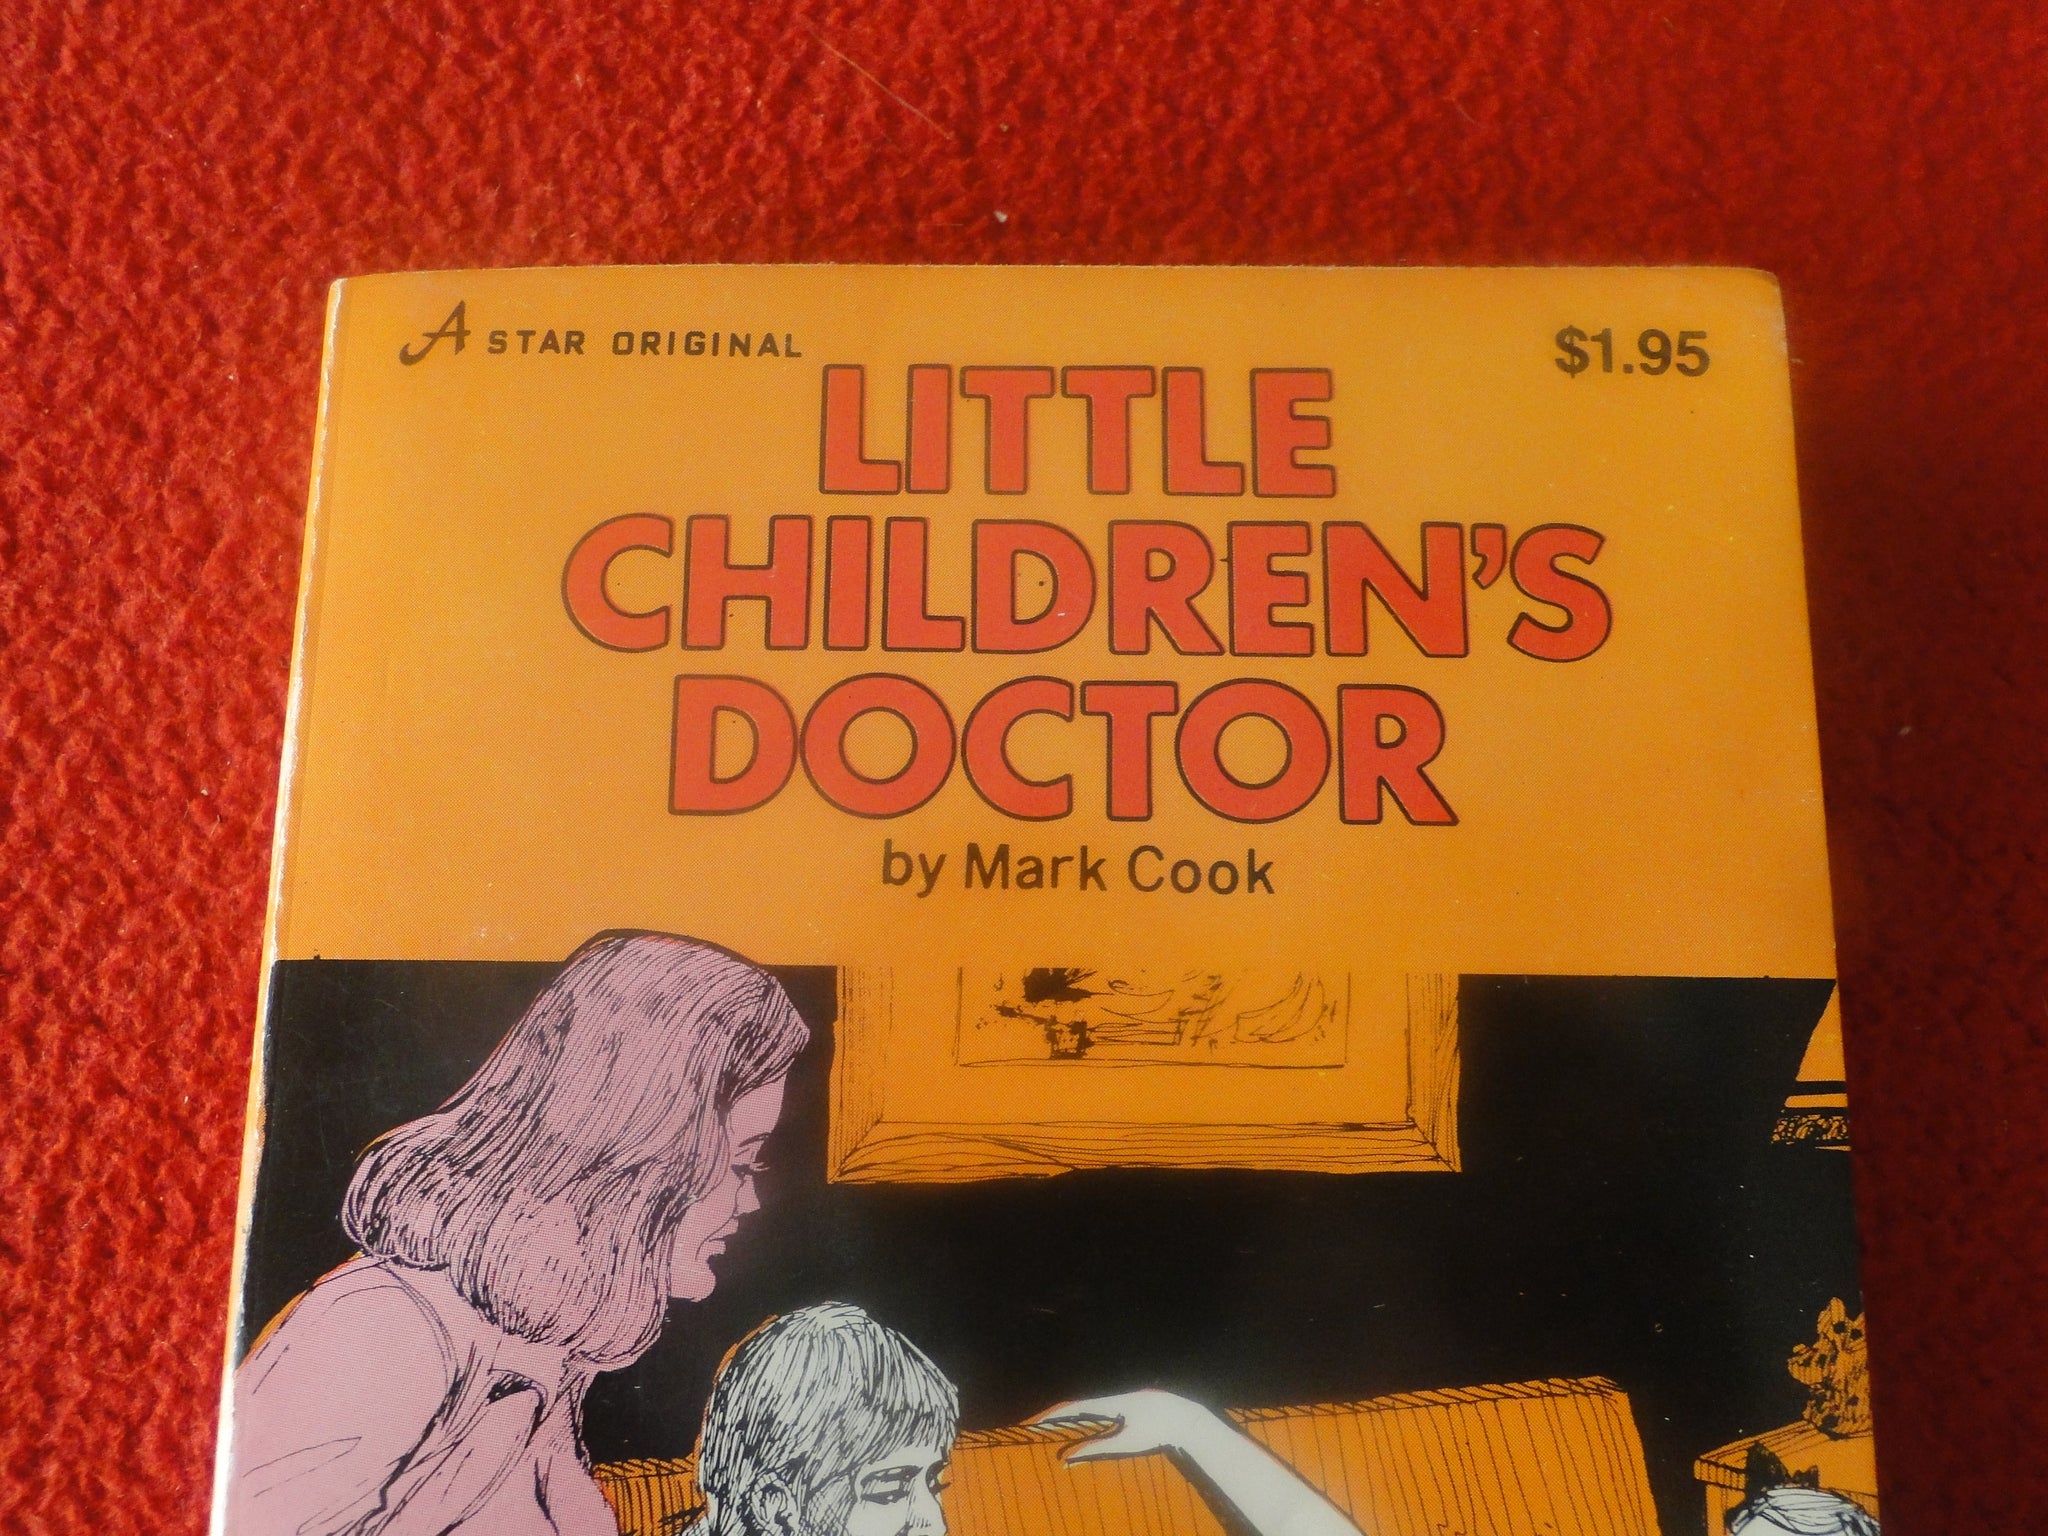 A STAR ORIGINAL
$1.95
LITTLE
CHILDREN'S
DOCTOR
by Mark Cook